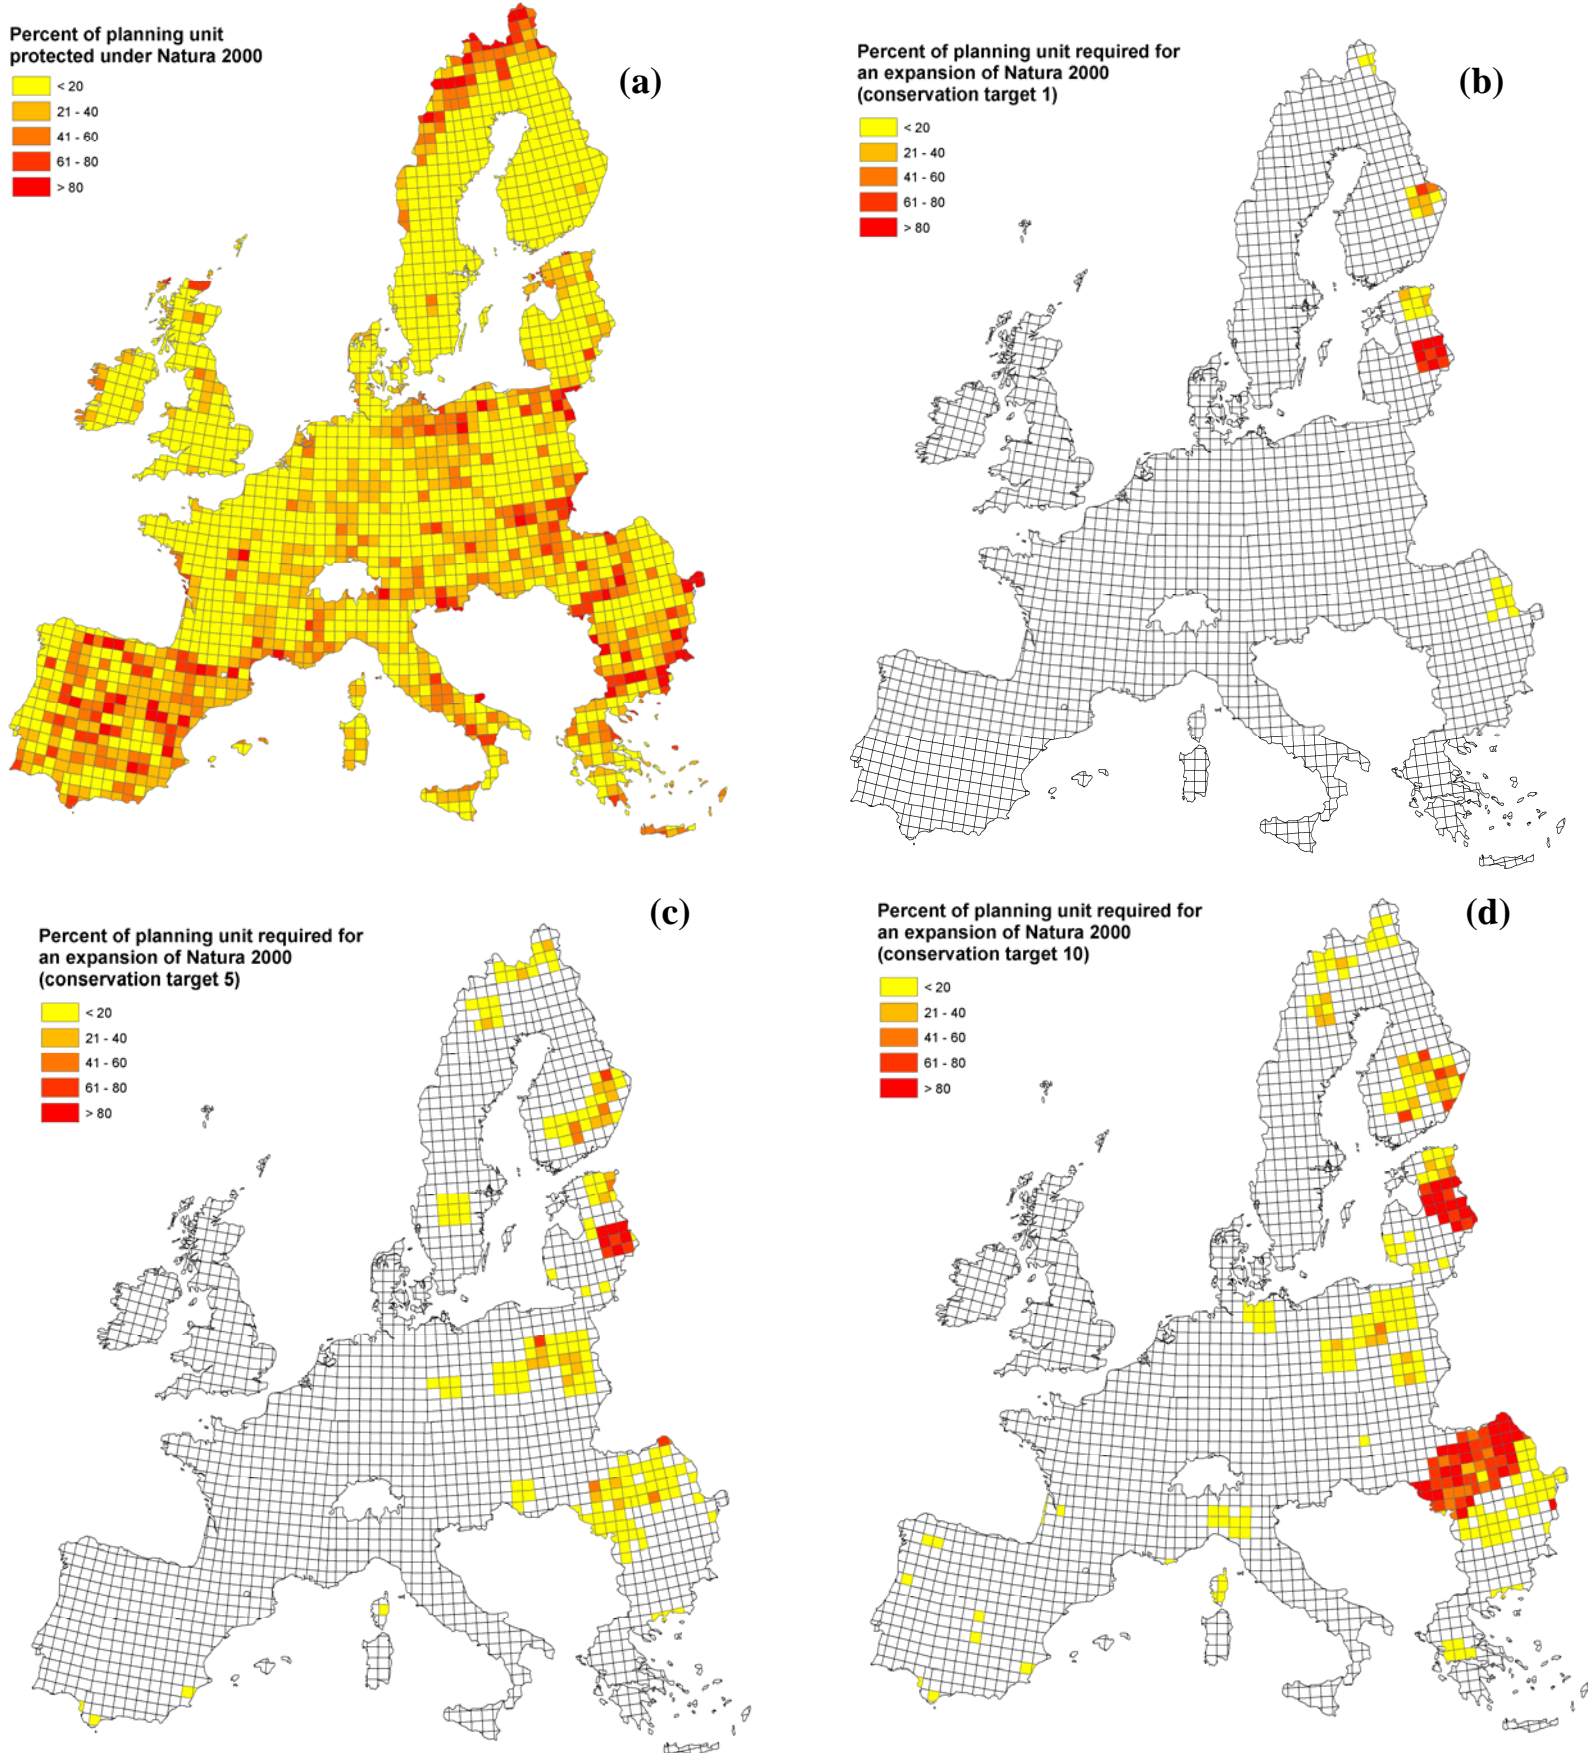 Percent of planning unit
protected under Natura 2000
< 20
21 - 40
41 - 60
61 - 80
> 80
(a)
Percent of planning unit required for
an expansion of Natura 2000
(conservation target 1)
< 20
21 - 40
41 - 60
61 - 80
> 80
(b)
Percent of planning unit required for
an expansion of Natura 2000
(conservation target 5)
< 20
21 - 40
41 - 60
61 - 80
> 80
(c)
Percent of planning unit required for
an expansion of Natura 2000
(conservation target 10)
< 20
21 - 40
41 - 60
61 - 80
> 80
(d)